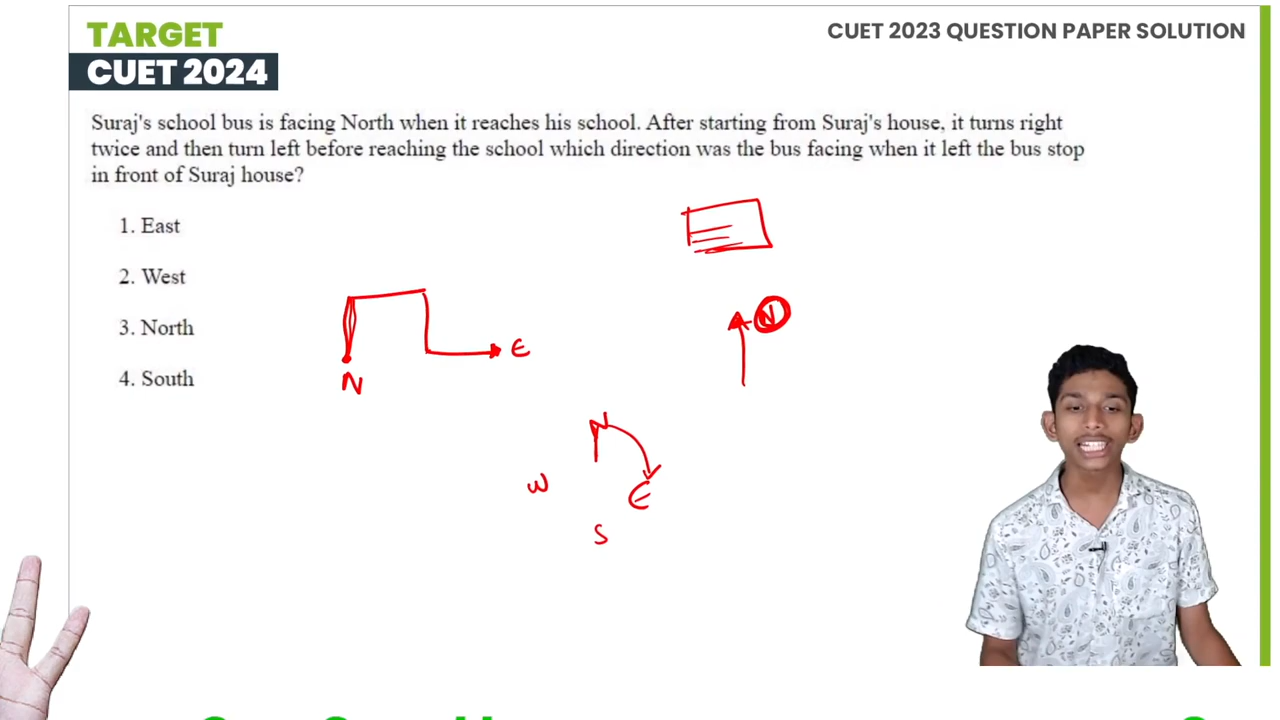 TARGET
CUET 2024
CUET 2023 QUESTION PAPER SOLUTION
Suraj's school bus is facing North when it reaches his school. After starting from Suraj's house, it turns right
twice and then turn left before reaching the school which direction was the bus facing when it left the bus stop
in front of Suraj house?
1. East
2. West
3. North
4. South
N
E
N
N
W
E
S